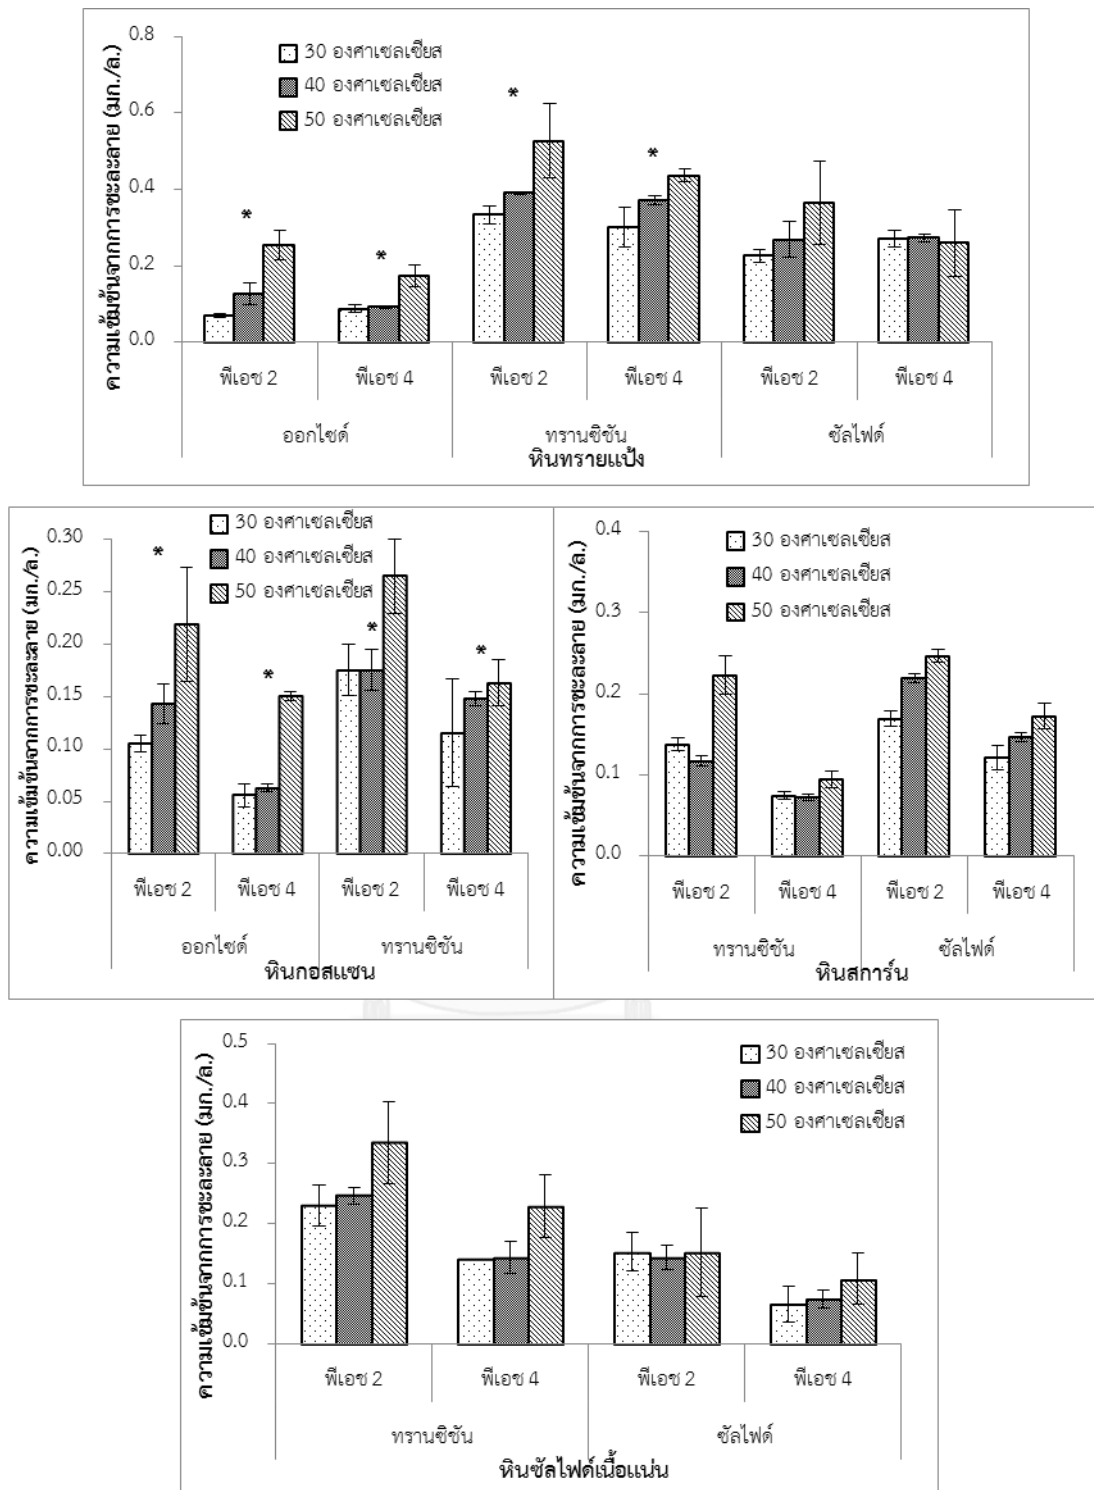 ความเข้มข้นจากการชะละลาย (มก./ล.)
0.8
0.6
0.4
0.2
0.0
30 องศาเซลเซียส
40 องศาเซลเซียส
50 องศาเซลเซียส
*
*
*
*
พีเอช 2
พีเอช 4
พีเอช 2
พีเอช 4
พีเอช 2
พีเอช 4
ออกไซด์
ทรานซิชัน
ซัลไฟด์
หินทรายแป้ง
ความเข้มข้นจากการชะละลาย (มก./ล.)
0.30
0.25
0.20
0.15
0.10
0.05
0.00
30 องศาเซลเซียส
40 องศาเซลเซียส
50 องศาเซลเซียส
*
*
*
*
พีเอช 2
พีเอช 4
พีเอช 2
พีเอช 4
ออกไซด์
ทรานซิชัน
หินกอสแซน
ความเข้มข้นจากการชะละลาย (มก./ล.)
0.4
0.3
0.2
0.1
0.0
30 องศาเซลเซียส
40 องศาเซลเซียส
50 องศาเซลเซียส
พีเอช 2
พีเอช 4
พีเอช 2
พีเอช 4
ทรานซิชัน
ซัลไฟด์
หินสการ์น
ความเข้มข้นจากการชะละลาย (มก./ล.)
0.5
0.4
0.3
0.2
0.1
0.0
30 องศาเซลเซียส
40 องศาเซลเซียส
50 องศาเซลเซียส
พีเอช 2
พีเอช 4
พีเอช 2
พีเอช 4
ทรานซิชัน
ซัลไฟด์
หินซัลไฟด์เนื้อแน่น